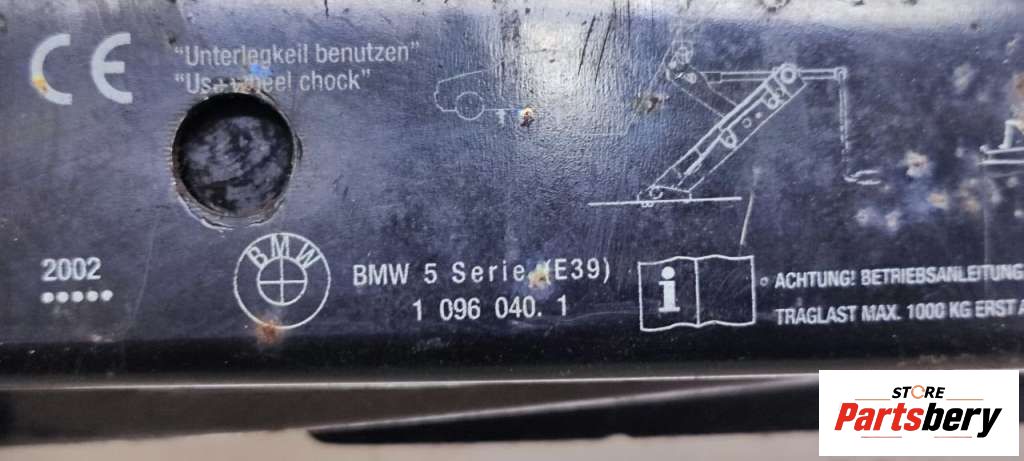 CE
"Unterlegkeil benutzen"
"Use wheel chock"
2002
BMW
BMW 5 Serie (E39)
1 096 040. 1
i
ACHTUNG! BETRIEBSANLEITUNG
TRAGLAST MAX. 1000 KG ERST
STORE
Partsbery